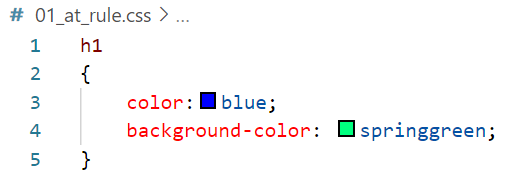 # 01_at_rule.css > ...
1 h1
2 {
3 color: blue;
4 background-color: springgreen;
5 }